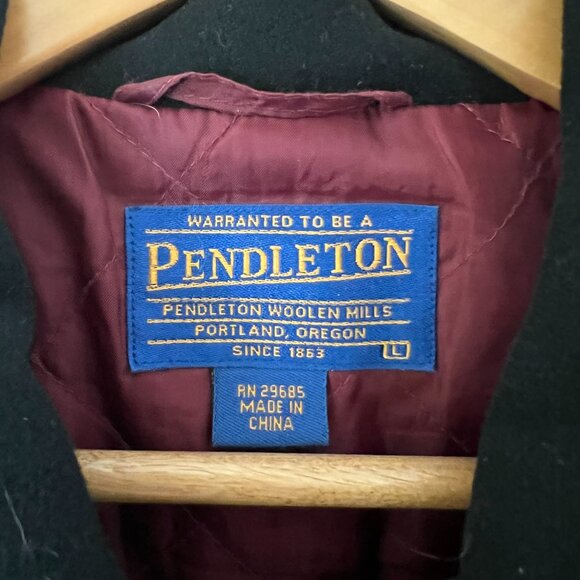 WARRANTED TO BE A
PENDLETON
PENDLETON WOOLEN MILLS
PORTLAND, OREGON
SINCE 1863 L
RN 29685
MADE IN
CHINA